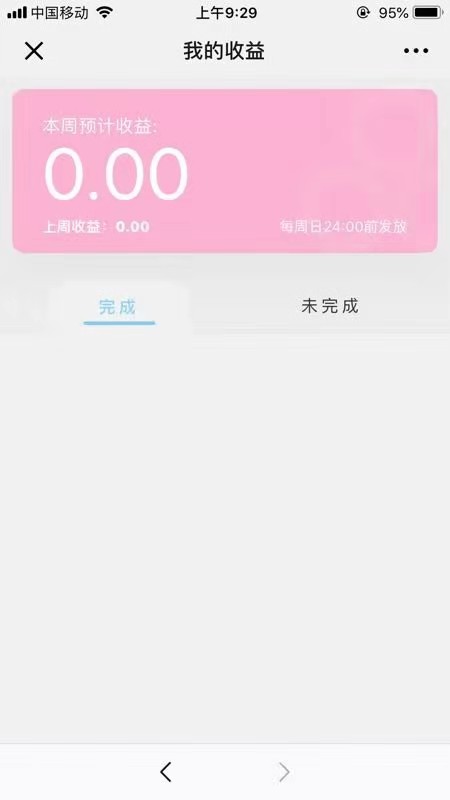 中国移动 上午9:29 95%
我的收益
本周预计收益:
0.00
上周收益：0.00 每周日24:00前发放
完成 未完成